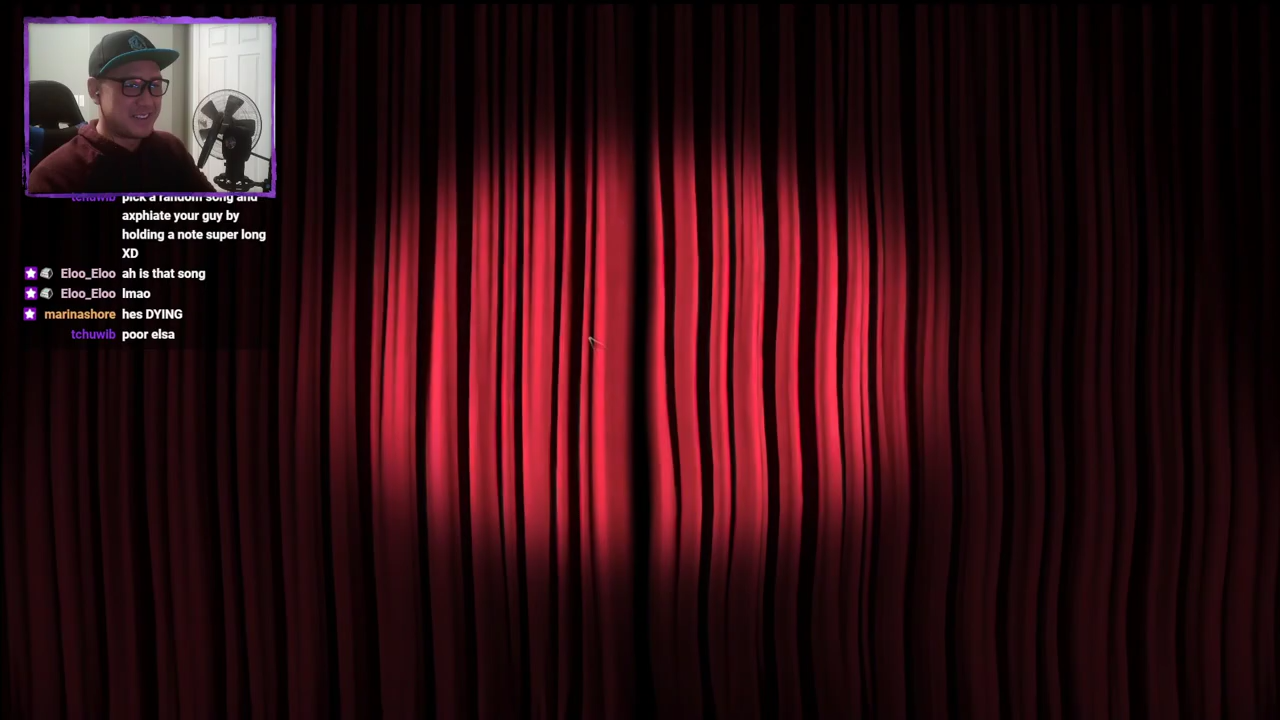 tchuwib pick a random song and
axphiate your guy by
holding a note super long
XD
Eloo_Eloo ah is that song
Eloo_Eloo lmao
marinashore hes DYING
tchuwib poor elsa